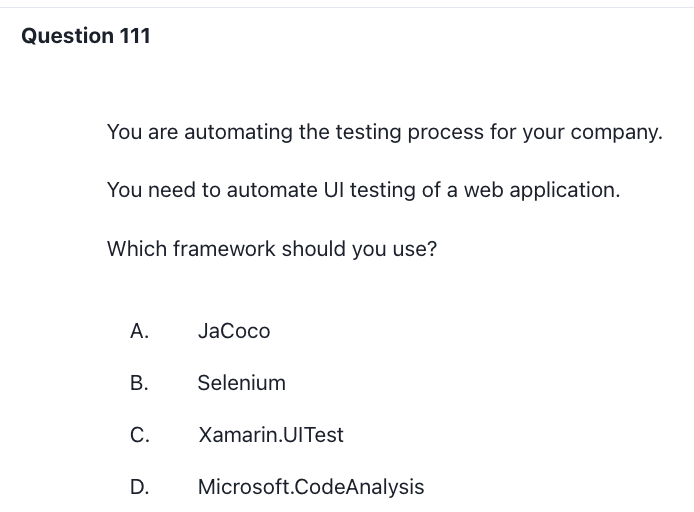 Question 111
You are automating the testing process for your company.
You need to automate UI testing of a web application.
Which framework should you use?
A. JaCoco
B. Selenium
C. Xamarin.UITest
D. Microsoft.CodeAnalysis